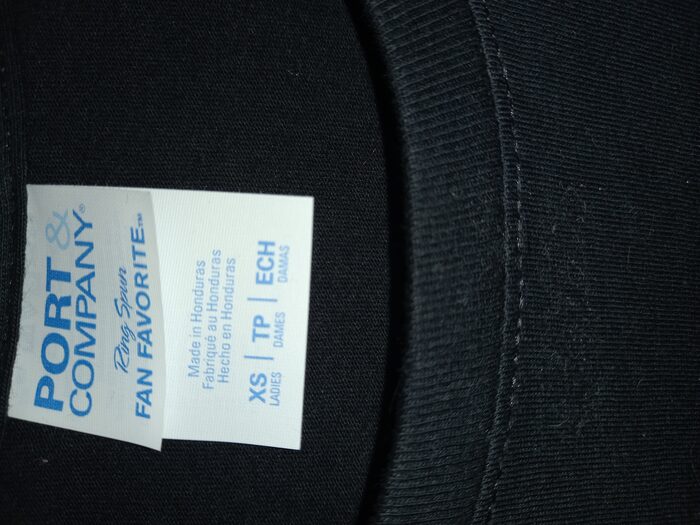 PORT &
COMPANY®
Ring Spun
FAN FAVORITE™
Made in Honduras
Fabriqué au Honduras
Hecho en Honduras
XS | TP | ECH
LADIES DAMES DAMAS